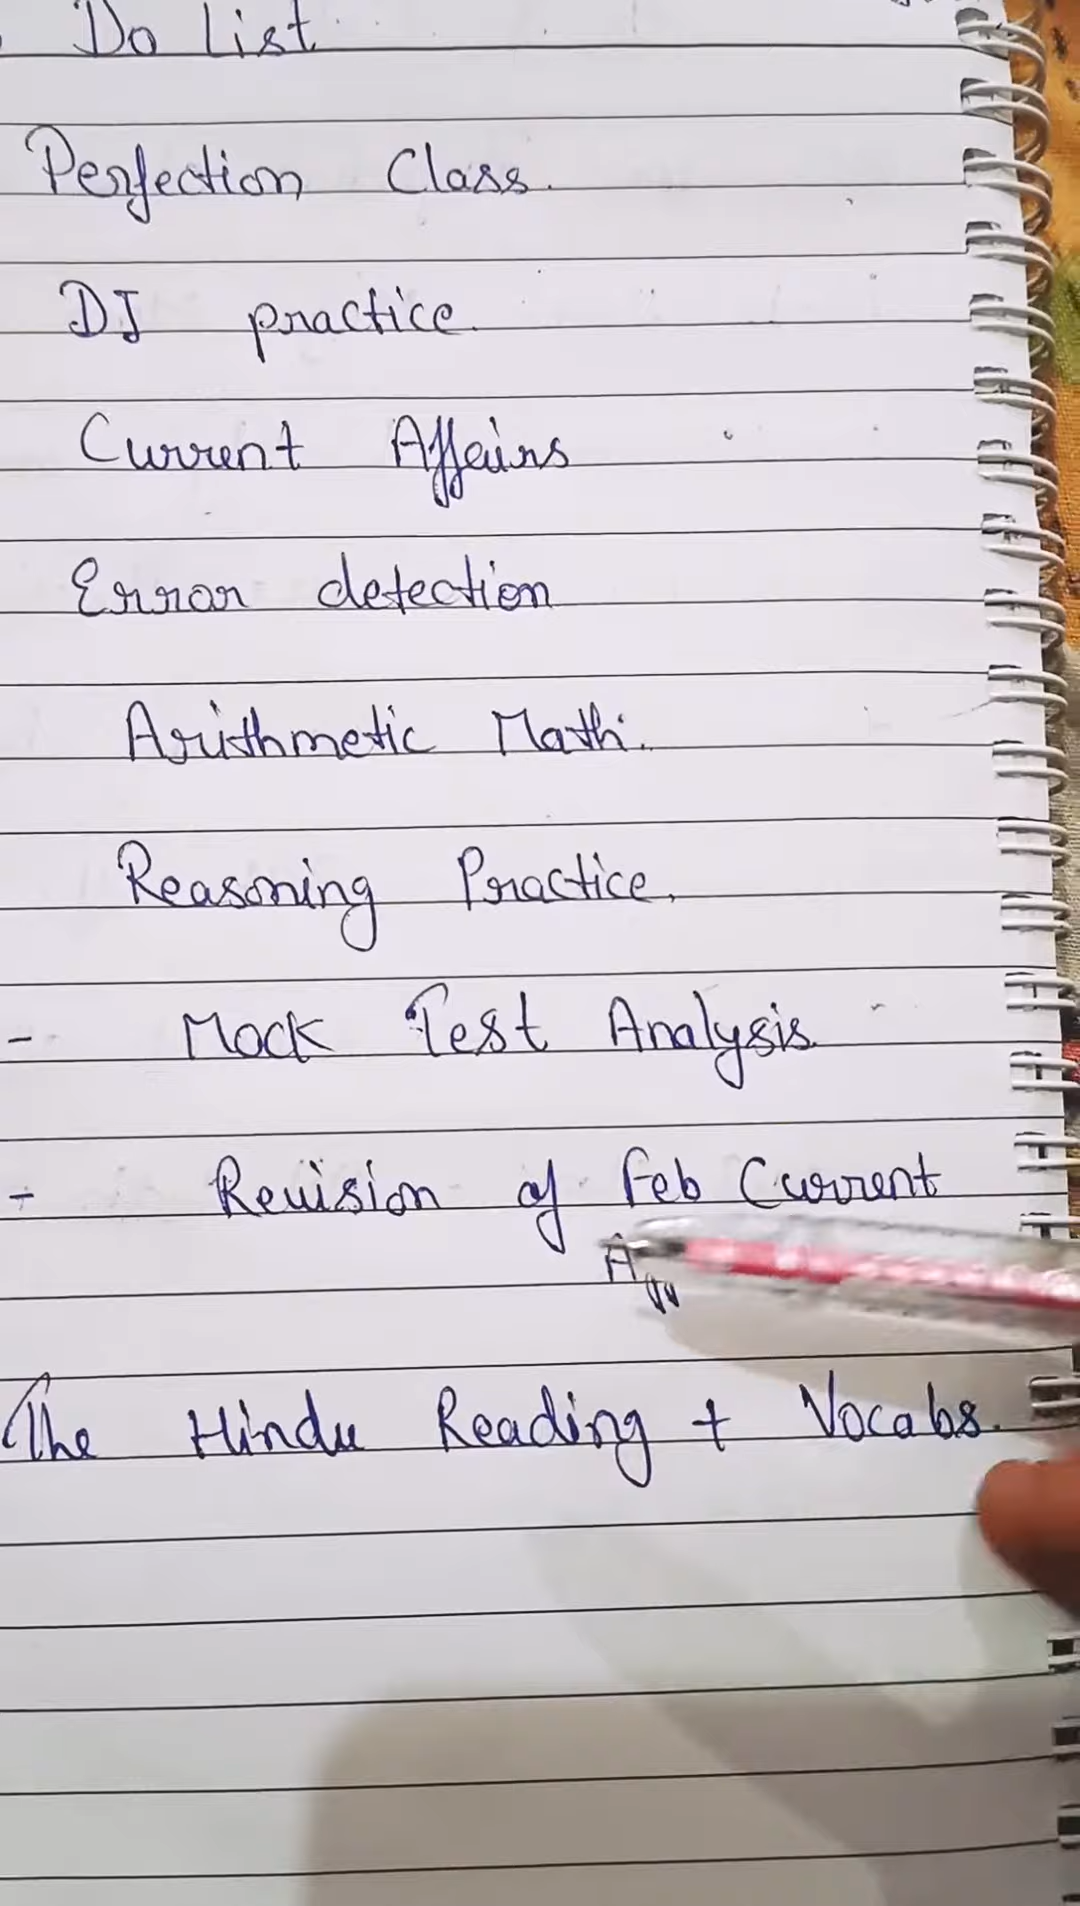 Do List
Perfection Class.
DI practice.
Current Affairs
Error detection
Arithmetic Math.
Reasoning Practice.
- Mock Test Analysis.
- Revision of Feb Current
The Hindu Reading + Vocabs.